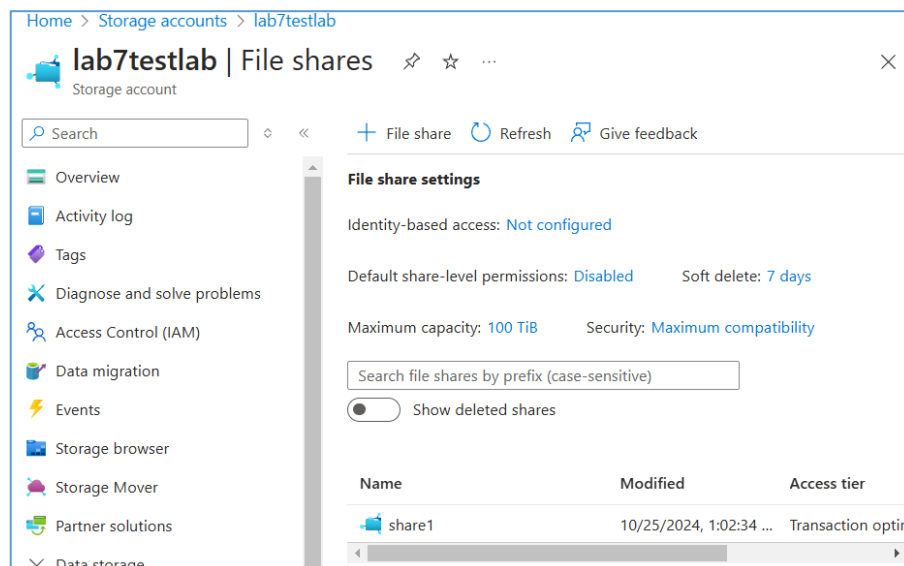 Home > Storage accounts > lab7testlab
lab7testlab | File shares
Storage account
Search
Overview
Activity log
Tags
Diagnose and solve problems
Access Control (IAM)
Data migration
Events
Storage browser
Storage Mover
Partner solutions
Data storage
+ File share Refresh Give feedback
File share settings
Identity-based access: Not configured
Default share-level permissions: Disabled Soft delete: 7 days
Maximum capacity: 100 TiB Security: Maximum compatibility
Search file shares by prefix (case-sensitive)
Show deleted shares
Name Modified Access tier
share1 10/25/2024, 1:02:34 ... Transaction optir